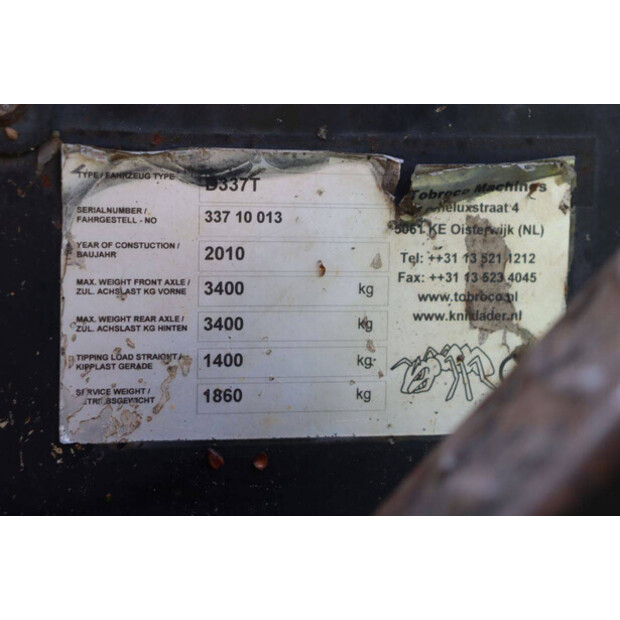 TYPE / FAHRZEUG TYPE
D337T
SERIALNUMBER /
FAHRGESTELL - NO
337 10 013
YEAR OF CONSTUCTION /
BAUJAHR
2010
MAX. WEIGHT FRONT AXLE /
ZUL. ACHSLAST KG VORNE
3400 kg
MAX. WEIGHT REAR AXLE /
ZUL. ACHSLAST KG HINTEN
3400 kg
TIPPING LOAD STRAIGHT /
KIPPLAST GERADE
1400 kg
SERVICE WEIGHT /
ETRIEBSGEWICHT
1860 kg
Tobroco Machines
eluxstraat 4
5061 KE Oisterwijk (NL)
Tel: ++31 13 521 1212
Fax: ++31 13 523 4045
www.tobroco.nl
www.kniklader.nl